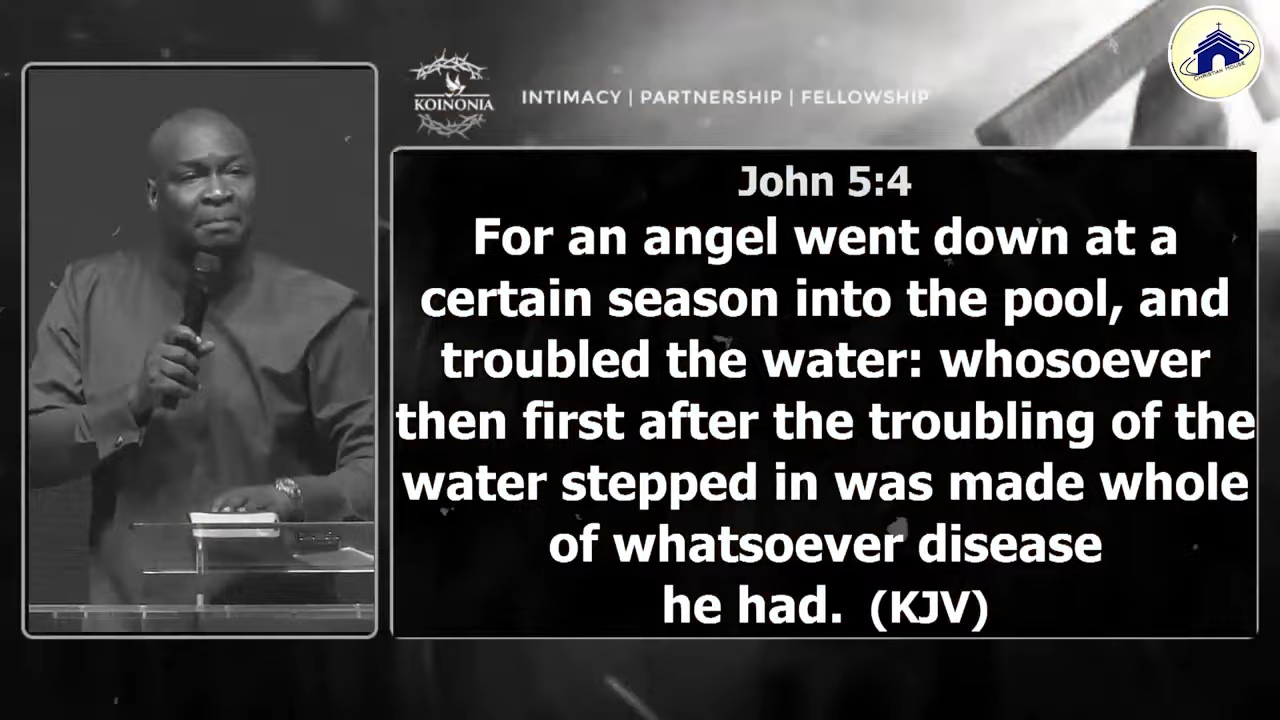 KOINONIA
INTIMACY | PARTNERSHIP | FELLOWSHIP
CHRISTIAN HOUSE
John 5:4
For an angel went down at a
certain season into the pool, and
troubled the water: whosoever
then first after the troubling of the
water stepped in was made whole
of whatsoever disease
he had. (KJV)